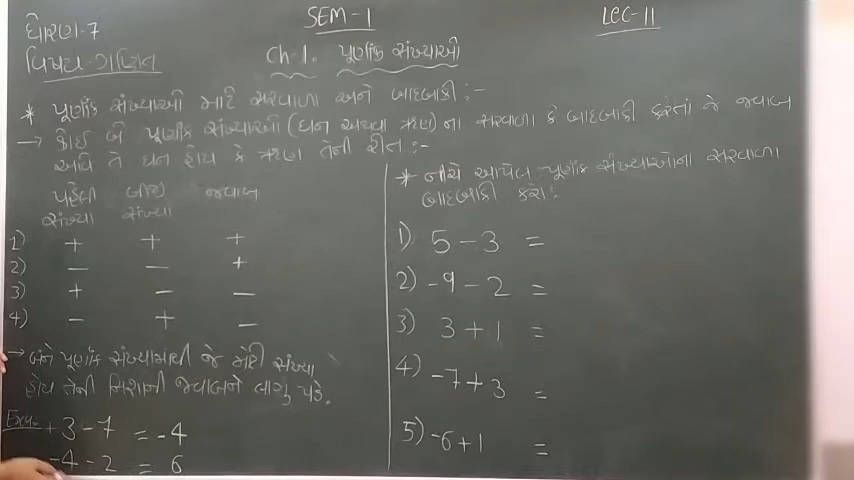 ધોરણ-7
SEM-1
Lec-11
વિષય-ગણિત
Ch-1. પૂર્ણાંક સંખ્યાઓ
* પૂર્ણાંક સંખ્યાઓ માટે સરવાળા અને બાદબાકી:-
→ કોઈ બે પૂર્ણાંક સંખ્યાઓ (ધન અથવા ઋણ) ના સરવાળા કે બાદબાકી કરતાં જે જવાબ
આવે તે ધન હોય કે ઋણ તેની રીત:-
પહેલી બીજી જવાબ
સંખ્યા સંખ્યા
1) + + +
2) − − +
3) + − −
4) − + −
→ બંને પૂર્ણાંક સંખ્યામાંથી જે મોટી સંખ્યા
હોય તેની નિશાની જવાબને લાગુ પડે.
+3-7 = -4
-4-2 = 6
* નીચે આપેલ પૂર્ણાંક સંખ્યાઓના સરવાળા
બાદબાકી કરો:
1) 5-3 =
2) -9-2 =
3) 3+1 =
4) -7+3 =
5) -6+1 =